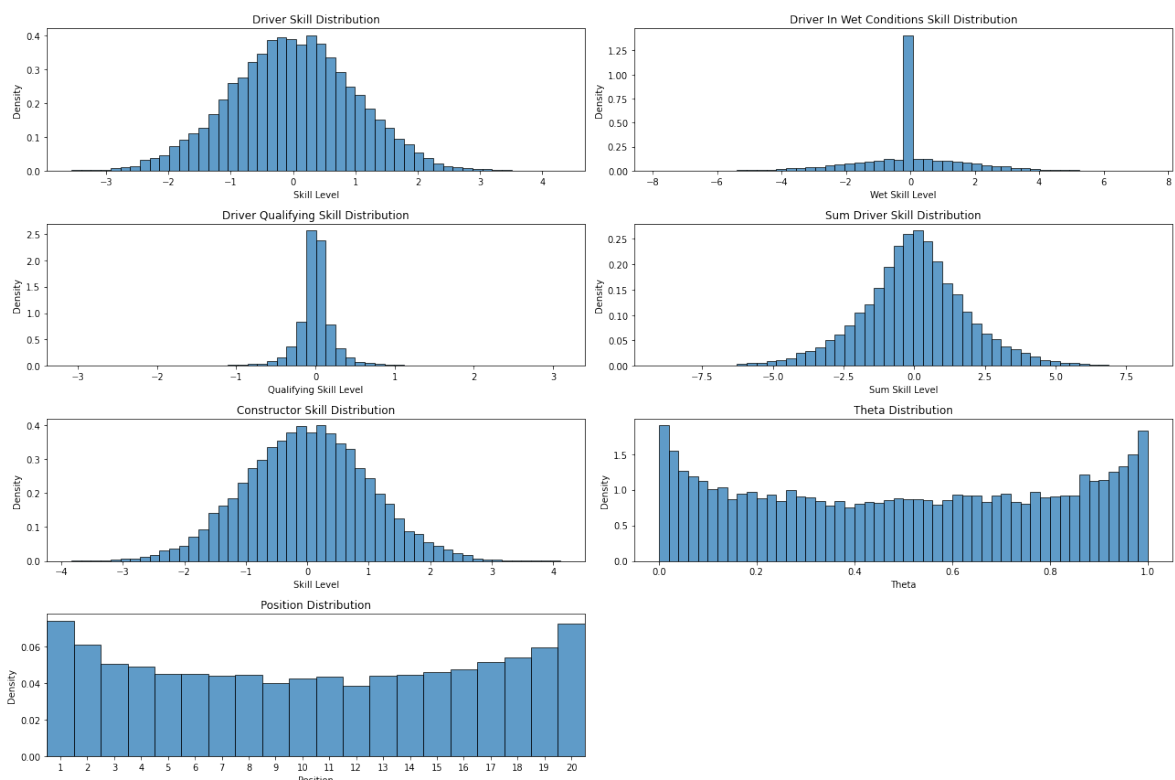 Driver Skill Distribution
Density
0.4
0.3
0.2
0.1
0.0
−3 −2 −1 0 1 2 3 4
Skill Level
Driver In Wet Conditions Skill Distribution
Density
1.25
1.00
0.75
0.50
0.25
0.00
−8 −6 −4 −2 0 2 4 6 8
Wet Skill Level
Driver Qualifying Skill Distribution
Density
2.5
2.0
1.5
1.0
0.5
0.0
−3 −2 −1 0 1 2 3
Qualifying Skill Level
Sum Driver Skill Distribution
Density
0.25
0.20
0.15
0.10
0.05
0.00
−7.5 −5.0 −2.5 0.0 2.5 5.0 7.5
Sum Skill Level
Constructor Skill Distribution
Density
0.4
0.3
0.2
0.1
0.0
−4 −3 −2 −1 0 1 2 3 4
Skill Level
Theta Distribution
Density
1.5
1.0
0.5
0.0
0.0 0.2 0.4 0.6 0.8 1.0
Theta
Position Distribution
Density
0.06
0.04
0.02
0.00
1 2 3 4 5 6 7 8 9 10 11 12 13 14 15 16 17 18 19 20
Position